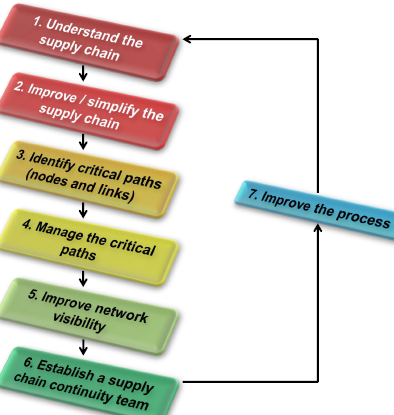 1. Understand the
supply chain
2. Improve / simplify the
supply chain
3. Identify critical paths
(nodes and links)
4. Manage the critical
paths
5. Improve network
visibility
6. Establish a supply
chain continuity team
7. Improve the process